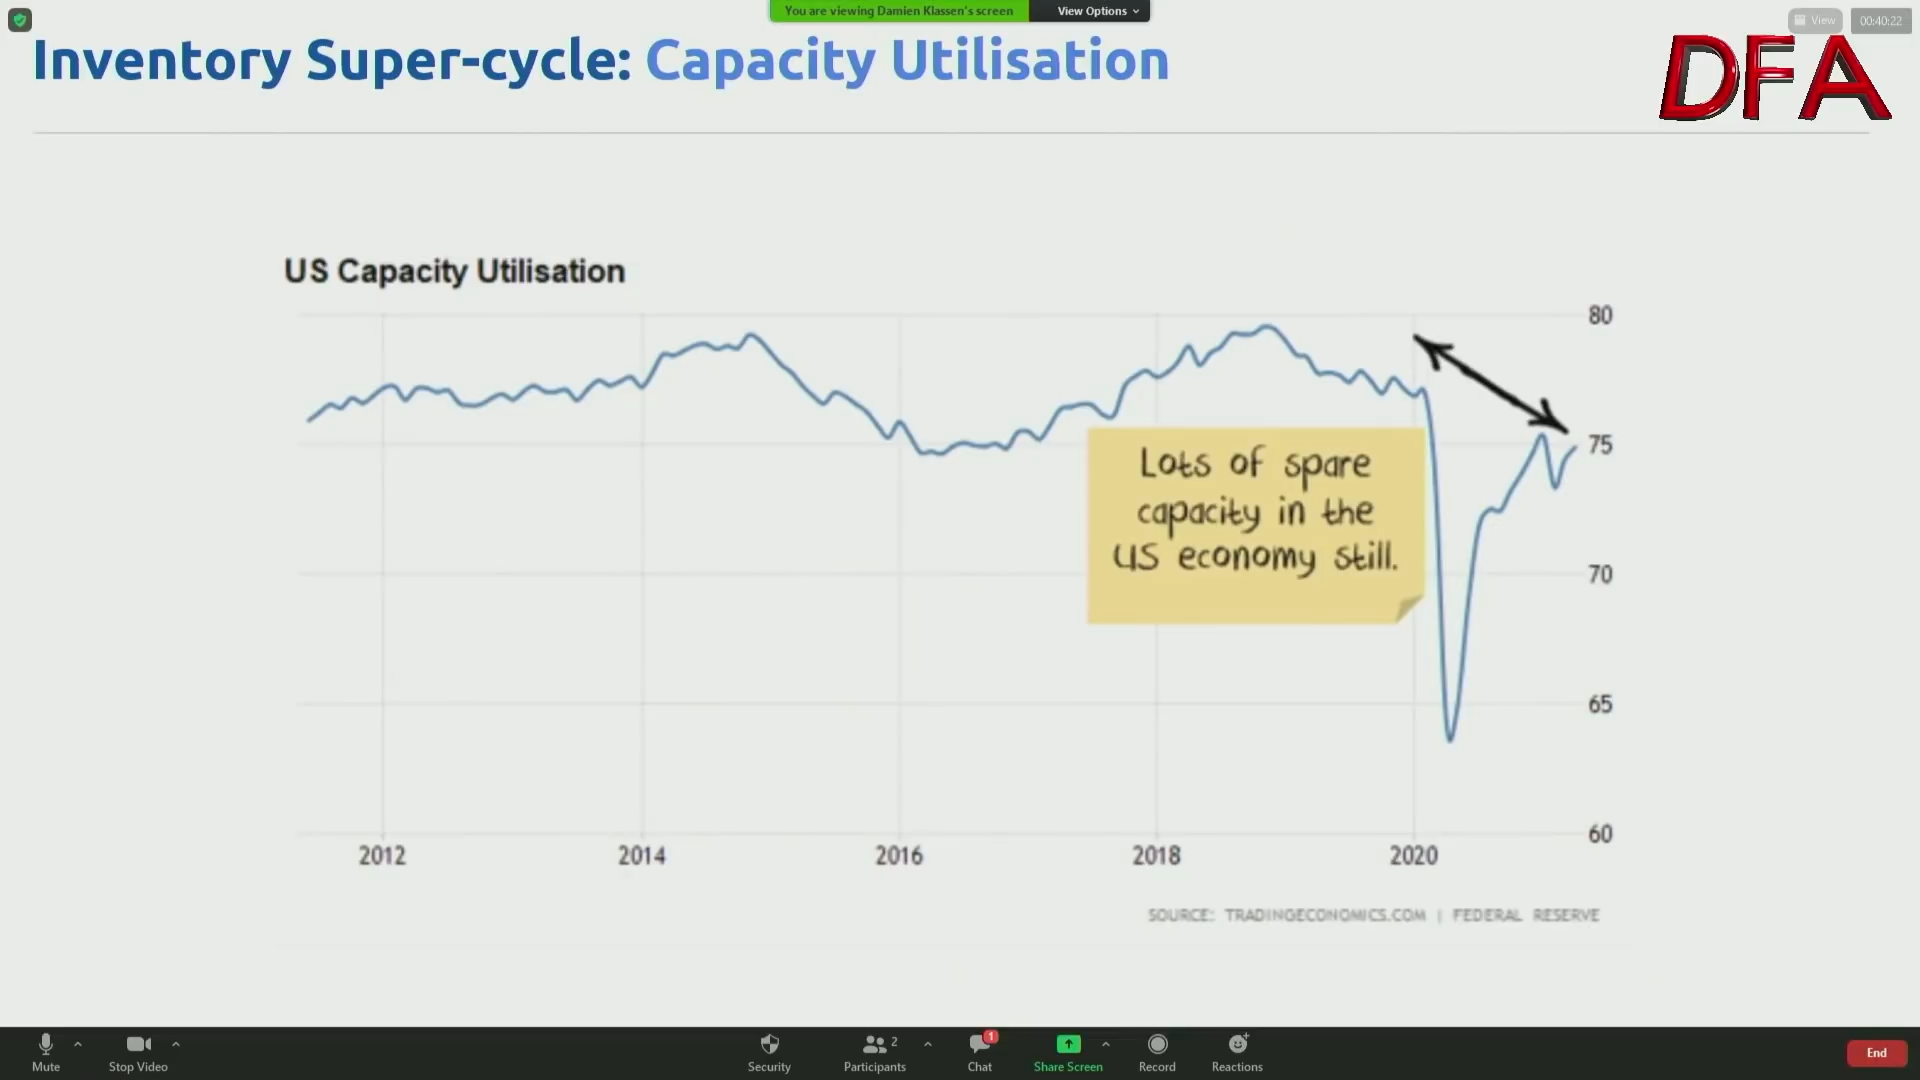 You are viewing Damien Klassen's screen
View Options
View
00:40:22
Inventory Super-cycle: Capacity Utilisation
DFA
US Capacity Utilisation
80
75
70
65
60
Lots of spare
capacity in the
US economy still.
2012
2014
2016
2018
2020
SOURCE: TRADINGECONOMICS.COM | FEDERAL RESERVE
Mute
Stop Video
Security
Participants
2
Chat
1
Share Screen
Record
Reactions
End